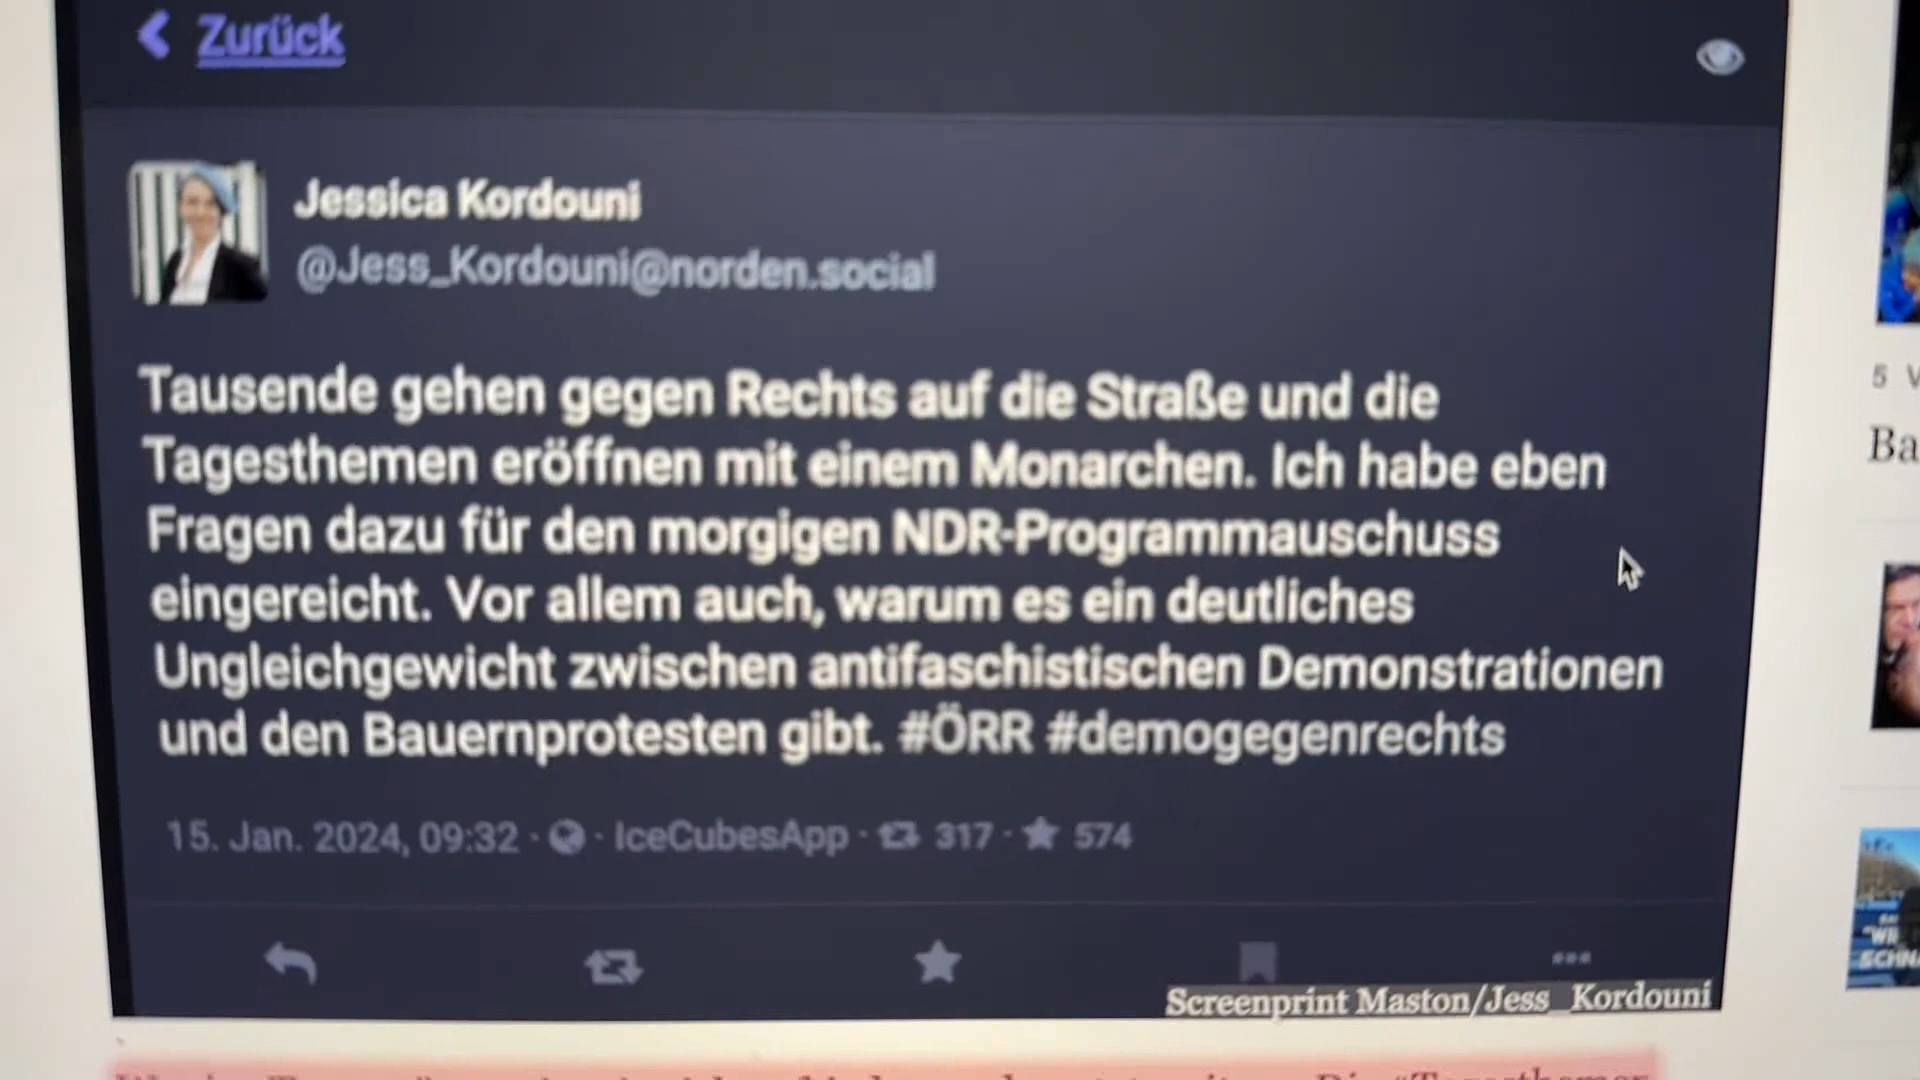 Zurück
Jessica Kordouni
@Jess_Kordouni@norden.social
Tausende gehen gegen Rechts auf die Straße und die
Tagesthemen eröffnen mit einem Monarchen. Ich habe eben
Fragen dazu für den morgigen NDR-Programmauschuss
eingereicht. Vor allem auch, warum es ein deutliches
Ungleichgewicht zwischen antifaschistischen Demonstrationen
und den Bauernprotesten gibt. #ÖRR #demogegenrechts
15. Jan. 2024, 09:32 · · IceCubesApp · 317 · 574
Screenprint Maston/Jess_Kordouni
5
Ba